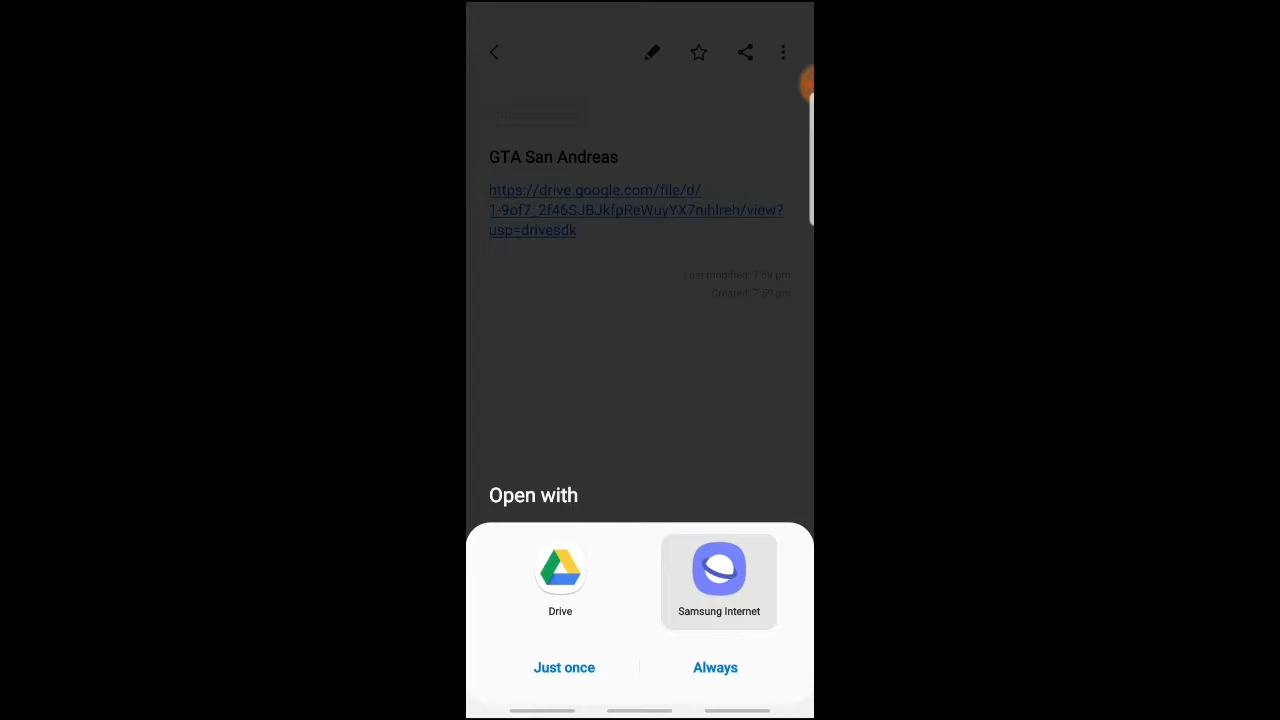 GTA San Andreas
https://drive.google.com/file/d/
1-9of7_2f46SJBJkfpReWuyYX7nihlreh/view?
usp=drivesdk
Last modified: 7:59 pm
Created: 7:59 pm
Open with
Drive
Samsung Internet
Just once
Always